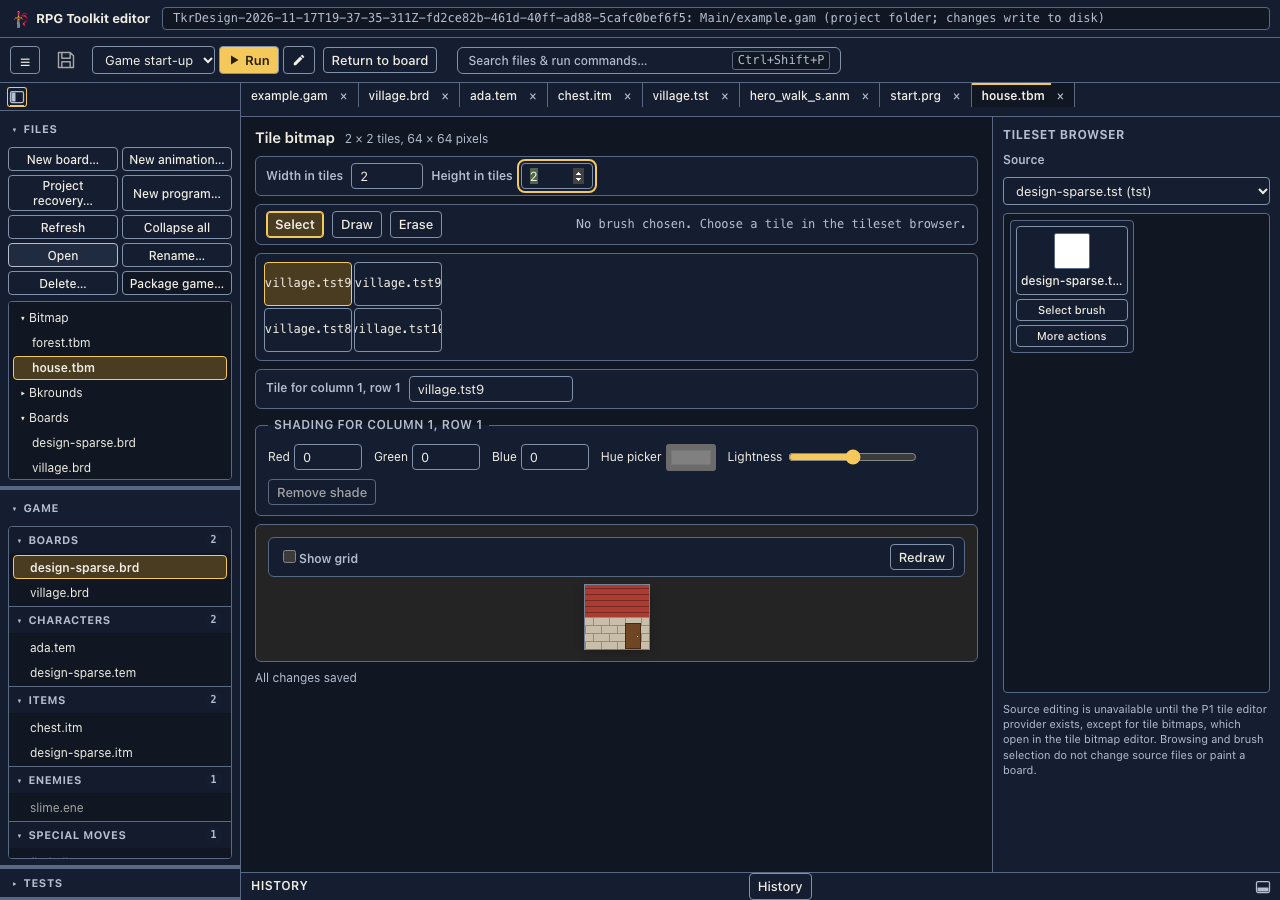 RPG Toolkit editor
TkrDesign-2026-11-17T19-37-35-311Z-fd2ce82b-461d-40ff-ad88-5cafc0bef6f5: Main/example.gam (project folder; changes write to disk)
Game start-up
Run
Return to board
Search files & run commands...
Ctrl+Shift+P
example.gam ×
village.brd ×
ada.tem ×
chest.itm ×
village.tst ×
hero_walk_s.anm ×
start.prg ×
house.tbm ×
FILES
New board...
New animation...
Project recovery...
New program...
Refresh
Collapse all
Open
Rename...
Delete...
Package game...
Bitmap
forest.tbm
house.tbm
Bkrounds
Boards
design-sparse.brd
village.brd
GAME
BOARDS 2
design-sparse.brd
village.brd
CHARACTERS 2
ada.tem
design-sparse.tem
ITEMS 2
chest.itm
design-sparse.itm
ENEMIES 1
slime.ene
SPECIAL MOVES 1
TESTS
Tile bitmap 2 × 2 tiles, 64 × 64 pixels
Width in tiles 2 Height in tiles 2
Select Draw Erase No brush chosen. Choose a tile in the tileset browser.
village.tst9 village.tst9
village.tst8 village.tst10
Tile for column 1, row 1 village.tst9
SHADING FOR COLUMN 1, ROW 1
Red 0 Green 0 Blue 0 Hue picker Lightness
Remove shade
Show grid Redraw
All changes saved
HISTORY History
TILESET BROWSER
Source
design-sparse.tst (tst)
design-sparse.t...
Select brush
More actions
Source editing is unavailable until the P1 tile editor
provider exists, except for tile bitmaps, which
open in the tile bitmap editor. Browsing and brush
selection do not change source files or paint a
board.